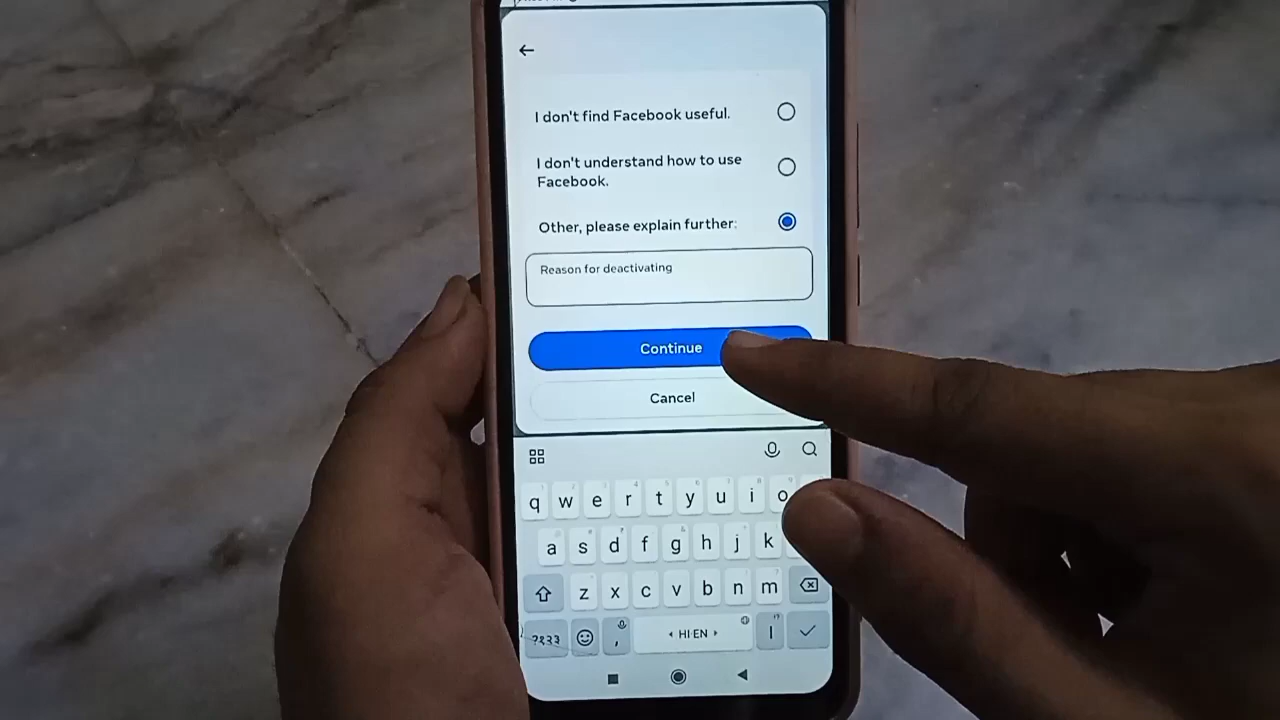 I don't find Facebook useful.
I don't understand how to use
Facebook.
Other, please explain further:
Reason for deactivating
Continue
Cancel
q w e r t y u i o
a s d f g h j k
z x c v b n m
?१२३ , HI·EN ।